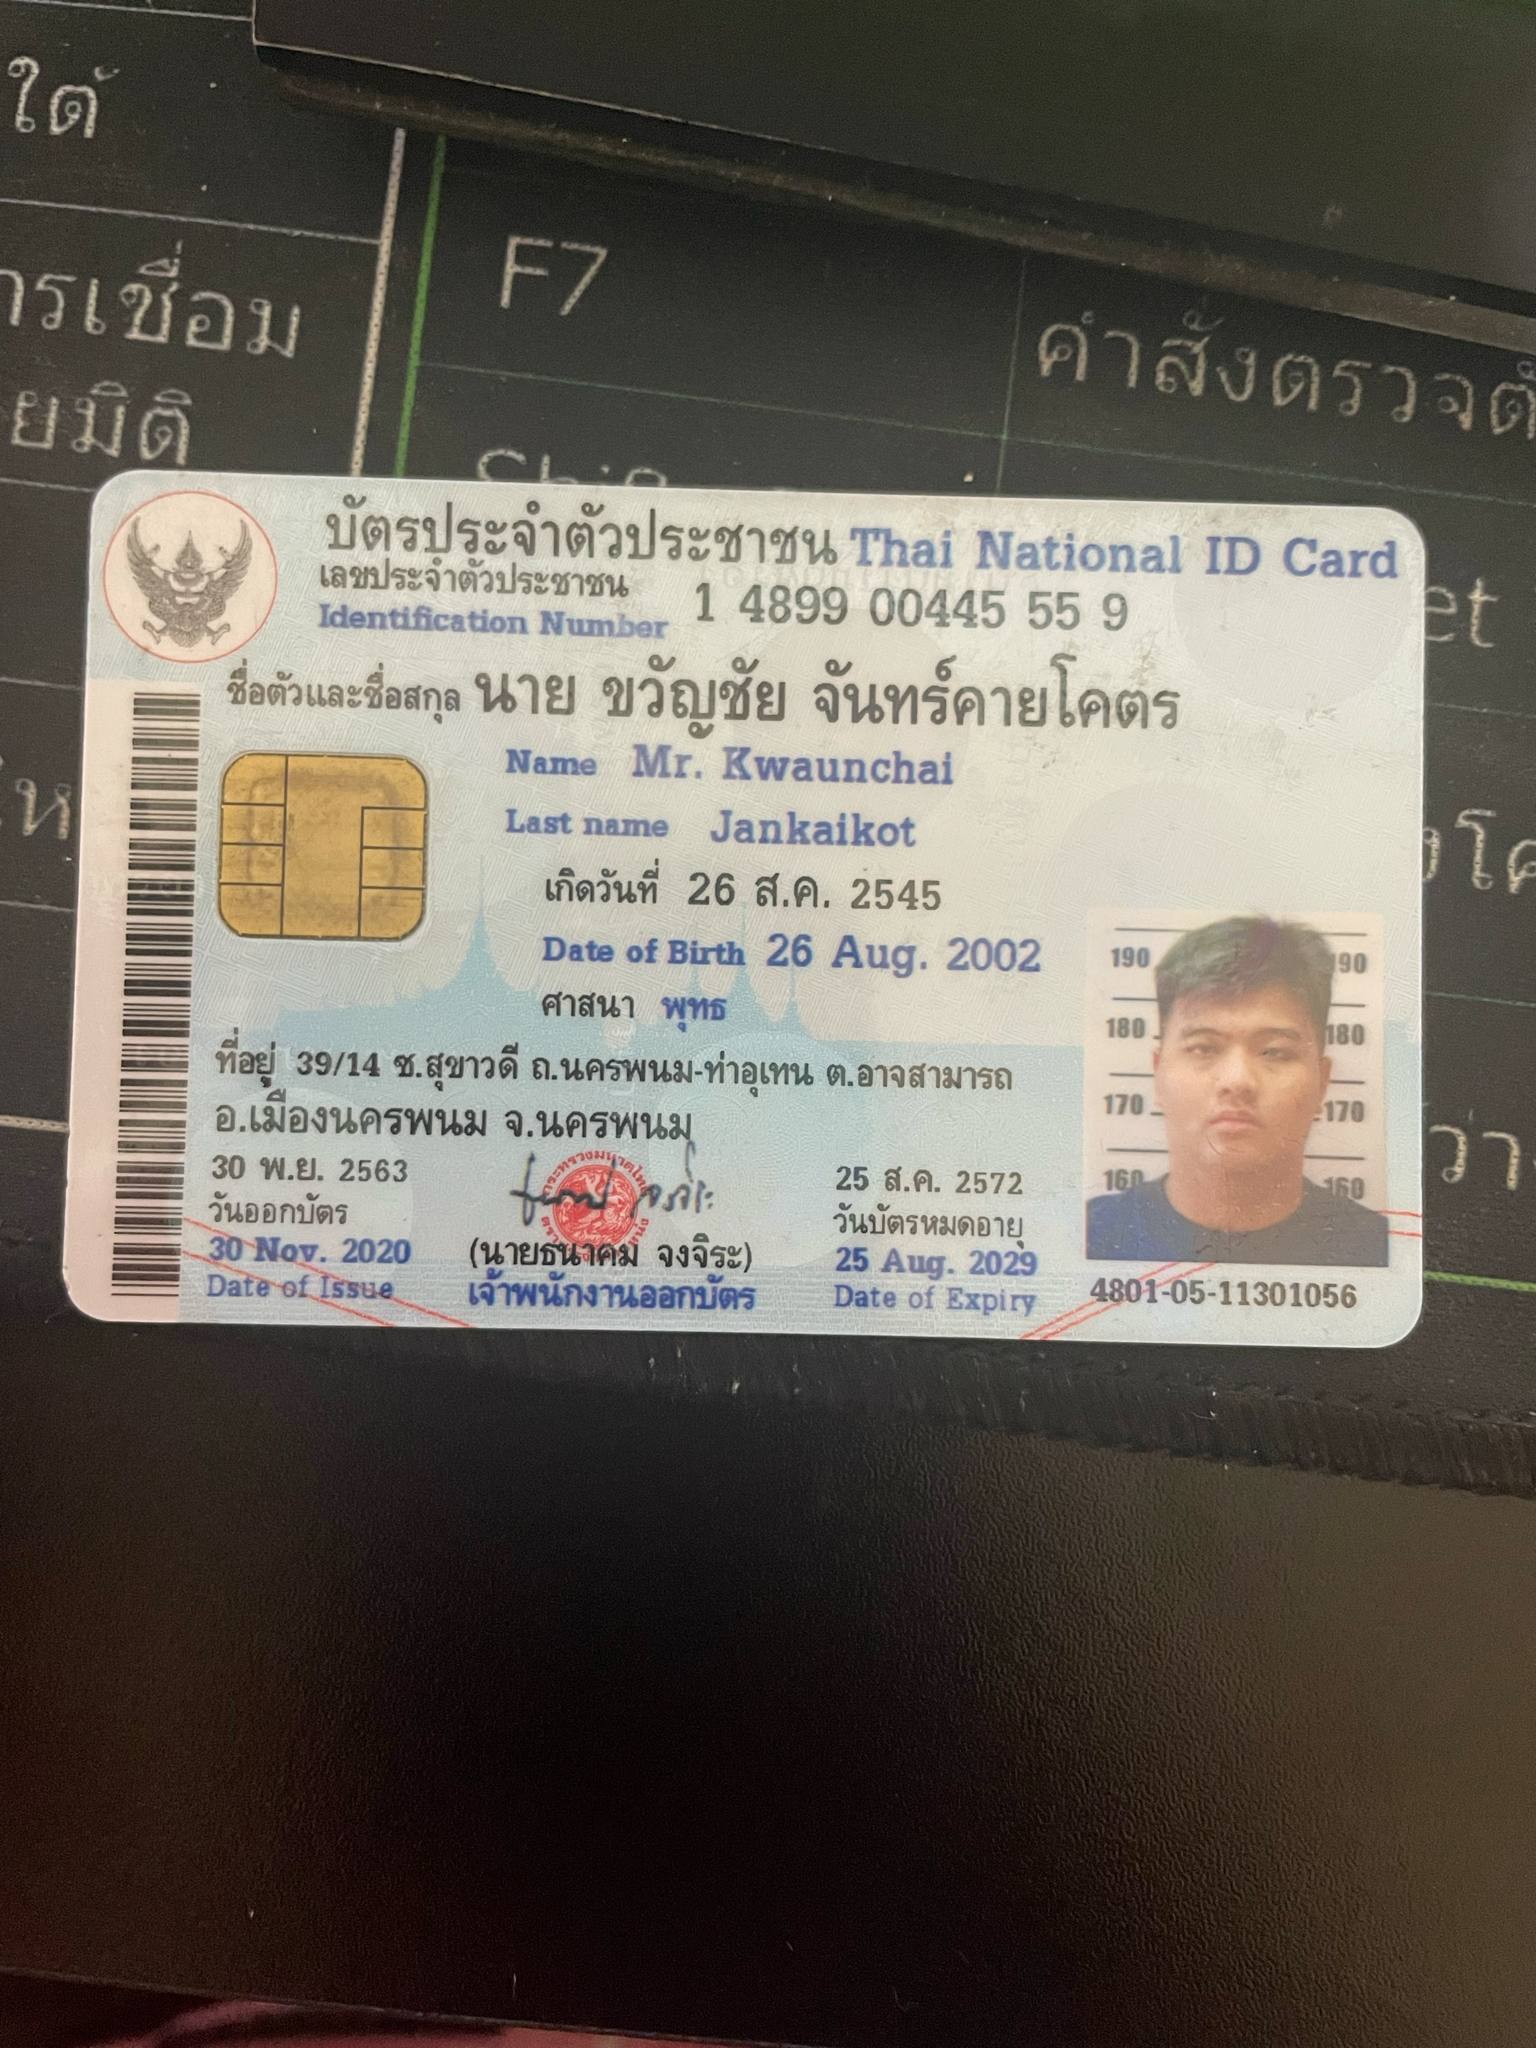 ใต้
F7
การเชื่อม
คำสั่งตรวจ
ยมิติ
บัตรประจำตัวประชาชน Thai National ID Card
เลขประจำตัวประชาชน
Identification Number 1 4899 00445 55 9
et
ชื่อตัวและชื่อสกุล นาย ขวัญชัย จันทร์คายโคตร
Name Mr. Kwaunchai
Last name Jankaikot
เกิดวันที่ 26 ส.ค. 2545
Date of Birth 26 Aug. 2002
ศาสนา พุทธ
ที่อยู่ 39/14 ซ.สุขาวดี ถ.นครพนม-ท่าอุเทน ต.อาจสามารถ
อ.เมืองนครพนม จ.นครพนม
190 190
180 180
170 170
160 160
30 พ.ย. 2563
วันออกบัตร
30 Nov. 2020
Date of Issue
(นายธนาคม จงจิระ)
เจ้าพนักงานออกบัตร
25 ส.ค. 2572
วันบัตรหมดอายุ
25 Aug. 2029
Date of Expiry
4801-05-11301056